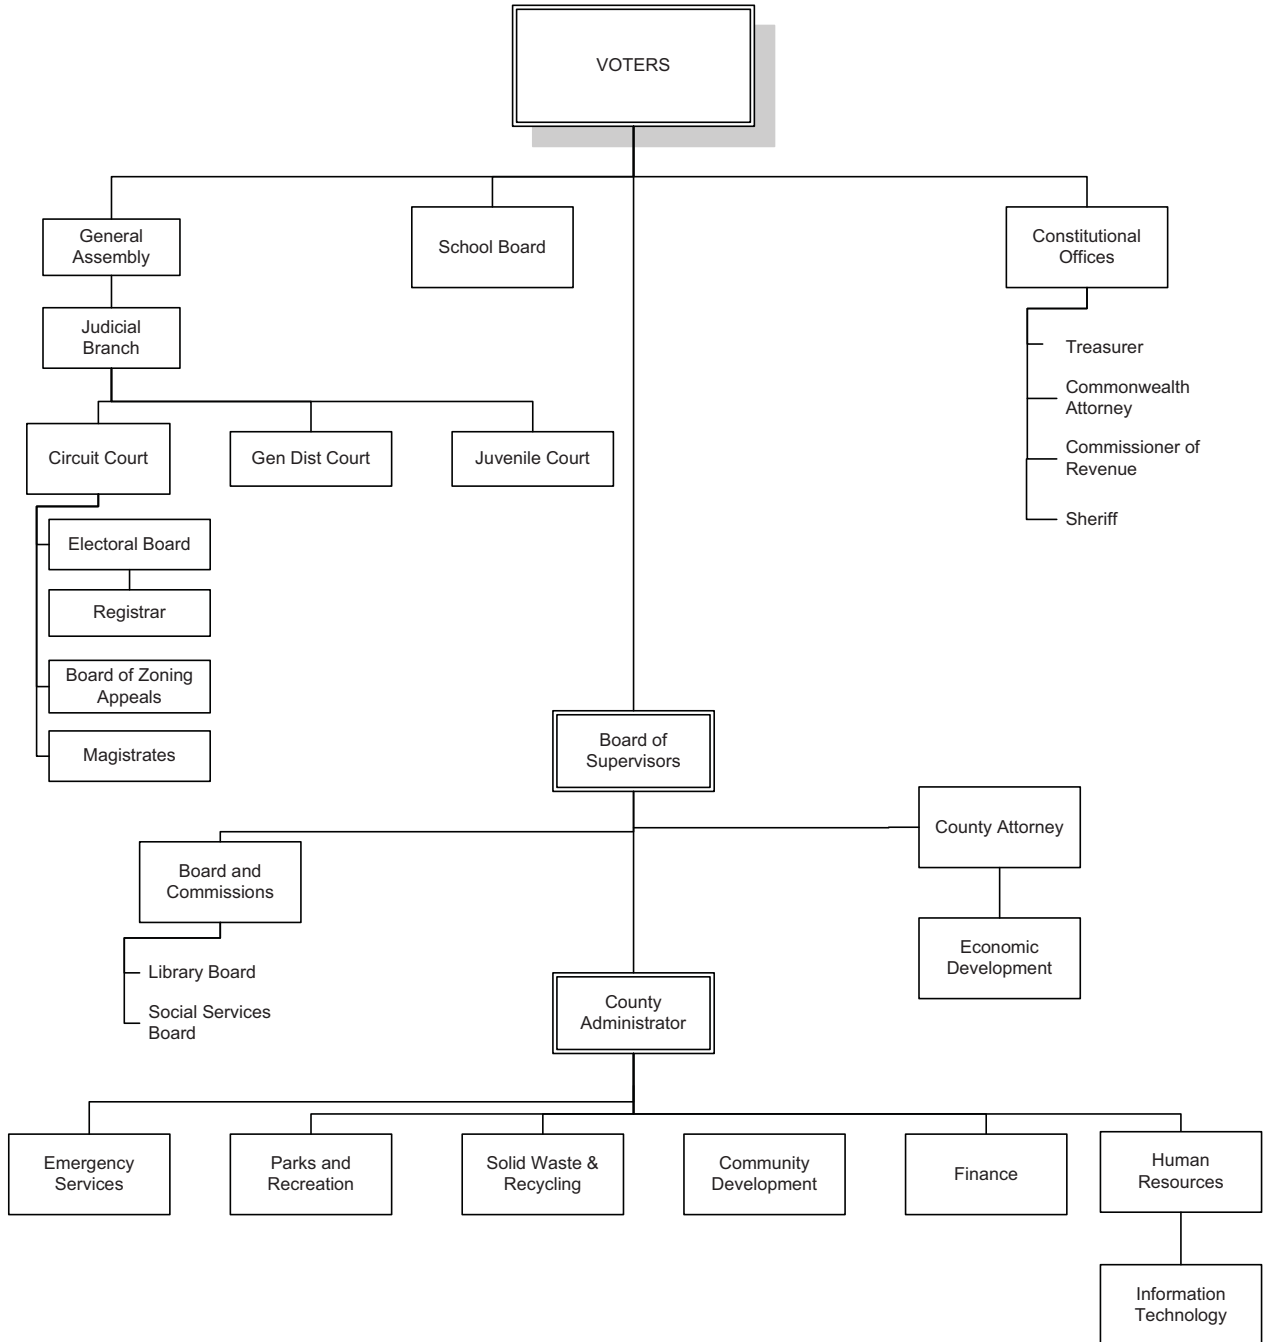 VOTERS
General
Assembly
School Board
Constitutional
Offices
Judicial
Branch
Treasurer
Commonwealth
Attorney
Commissioner of
Revenue
Sheriff
Circuit Court
Gen Dist Court
Juvenile Court
Electoral Board
Registrar
Board of Zoning
Appeals
Magistrates
Board of
Supervisors
County Attorney
Board and
Commissions
Economic
Development
Library Board
Social Services
Board
County
Administrator
Emergency
Services
Parks and
Recreation
Solid Waste &
Recycling
Community
Development
Finance
Human
Resources
Information
Technology